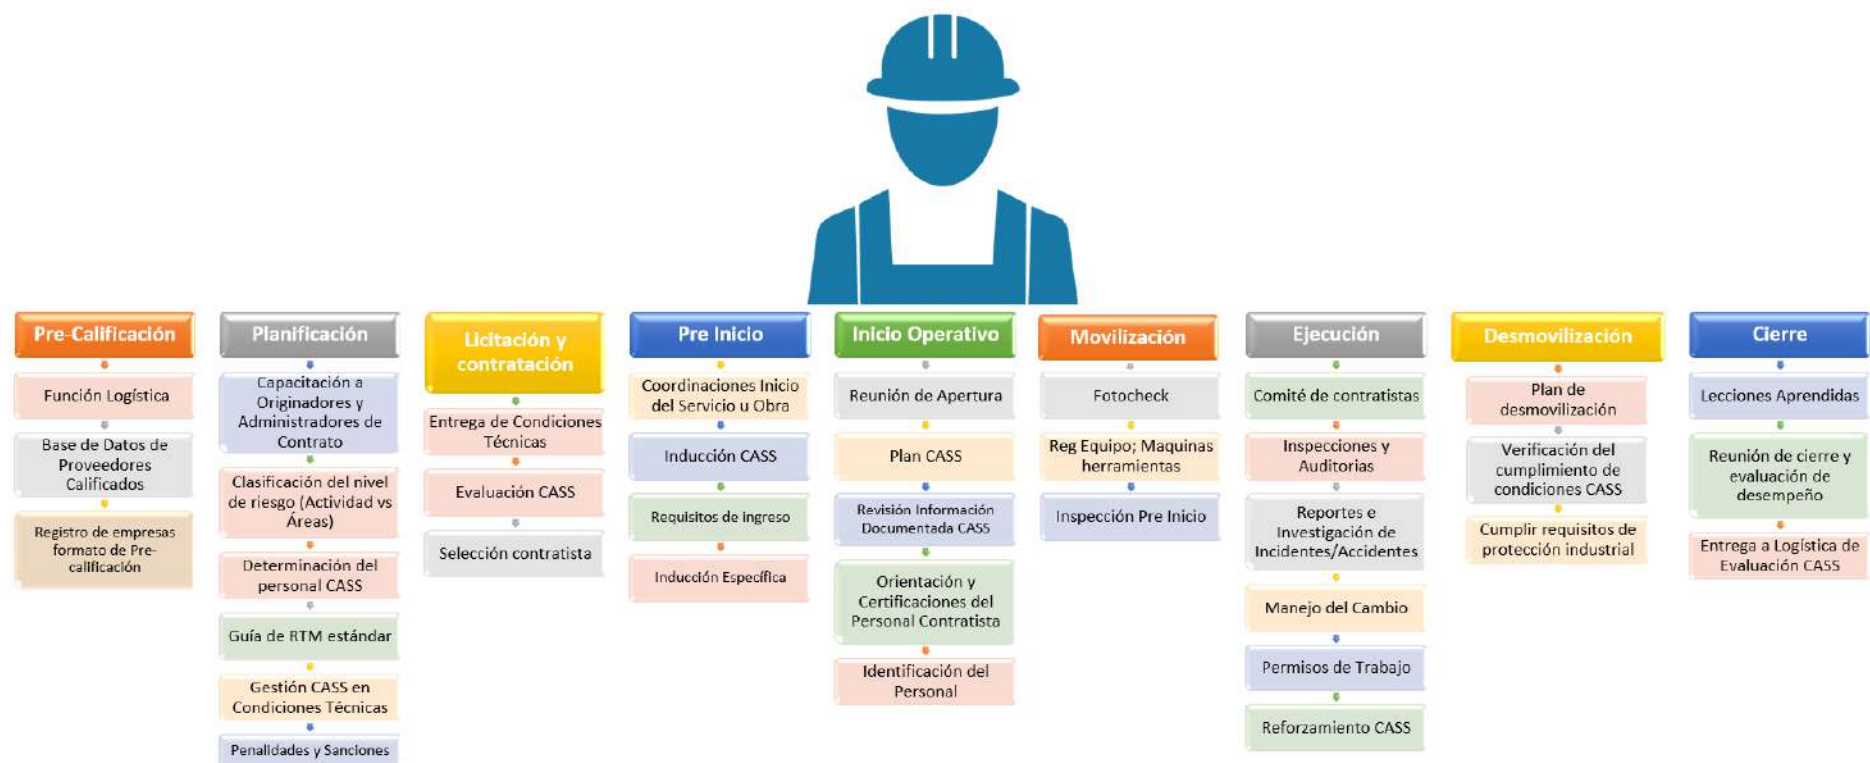 Pre-Calificación
Función Logística
Base de Datos de
Proveedores
Calificados
Registro de empresas
formato de Pre-
calificación
Planificación
Capacitación a
Originadores y
Administradores de
Contrato
Clasificación del nivel
de riesgo (Actividad vs
Áreas)
Determinación del
personal CASS
Guía de RTM estándar
Gestión CASS en
Condiciones Técnicas
Penalidades y Sanciones
Licitación y
contratación
Entrega de Condiciones
Técnicas
Evaluación CASS
Selección contratista
Pre Inicio
Coordinaciones Inicio
del Servicio u Obra
Inducción CASS
Requisitos de ingreso
Inducción Específica
Inicio Operativo
Reunión de Apertura
Plan CASS
Revisión Información
Documentada CASS
Orientación y
Certificaciones del
Personal Contratista
Identificación del
Personal
Movilización
Fotocheck
Reg Equipo; Maquinas
herramientas
Inspección Pre Inicio
Ejecución
Comité de contratistas
Inspecciones y
Auditorias
Reportes e
Investigación de
Incidentes/Accidentes
Manejo del Cambio
Permisos de Trabajo
Reforzamiento CASS
Desmovilización
Plan de
desmovilización
Verificación del
cumplimiento de
condiciones CASS
Cumplir requisitos de
protección industrial
Cierre
Lecciones Aprendidas
Reunión de cierre y
evaluación de
desempeño
Entrega a Logística de
Evaluación CASS